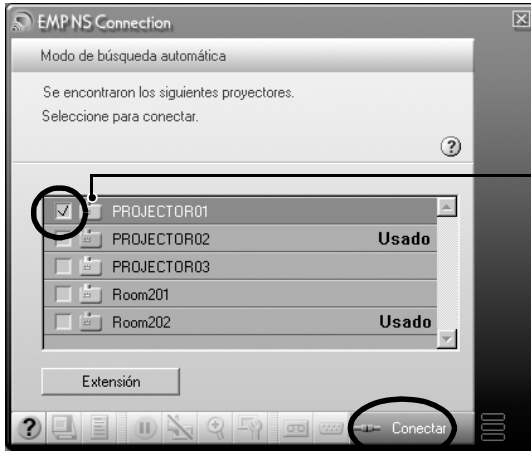 EMP NS Connection
Modo de búsqueda automática
Se encontraron los siguientes proyectores.
Seleccione para conectar.
?
PROJECTOR01
PROJECTOR02 Usado
PROJECTOR03
Room201
Room202 Usado
Extensión
? Conectar